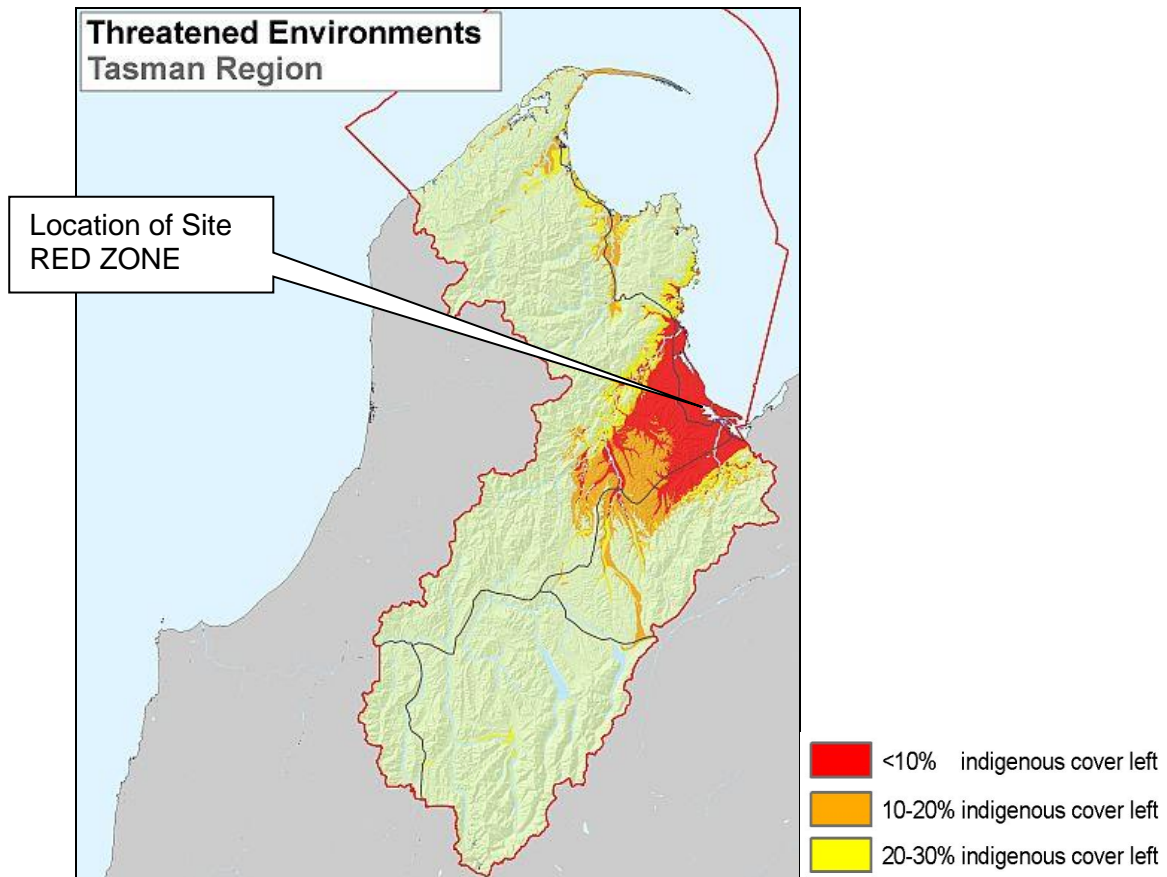 Threatened Environments
Tasman Region
Location of Site
RED ZONE
<10% indigenous cover left
10-20% indigenous cover left
20-30% indigenous cover left